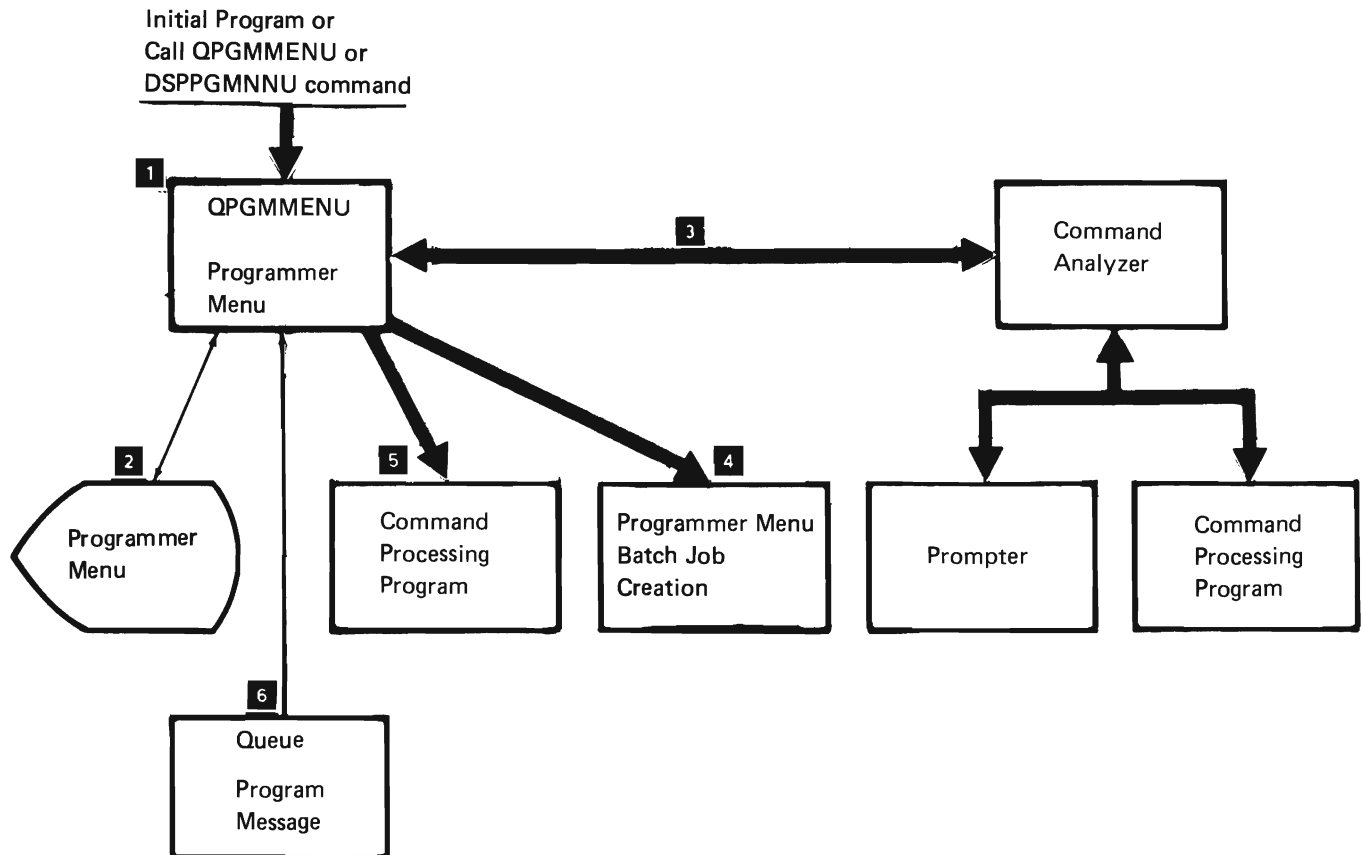 Initial Program or
Call QPGMMENU or
DSPPGMNNU command
1
QPGMMENU
Programmer
Menu
3
Command
Analyzer
2
Programmer
Menu
5
Command
Processing
Program
4
Programmer Menu
Batch Job
Creation
Prompter
Command
Processing
Program
6
Queue
Program
Message